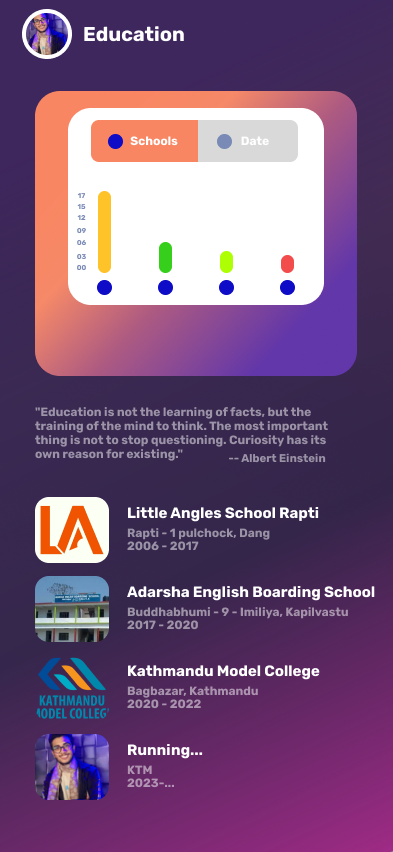 Education
Schools
Date
17
15
12
09
06
03
00
"Education is not the learning of facts, but the
training of the mind to think. The most important
thing is not to stop questioning. Curiosity has its
own reason for existing."
-- Albert Einstein
LA
Little Angles School Rapti
Rapti - 1 pulchock, Dang
2006 - 2017
Adarsha English Boarding School
Buddhabhumi - 9 - Imiliya, Kapilvastu
2017 - 2020
KATHMANDU
MODEL COLLEG
Kathmandu Model College
Bagbazar, Kathmandu
2020 - 2022
Running...
KTM
2023-...